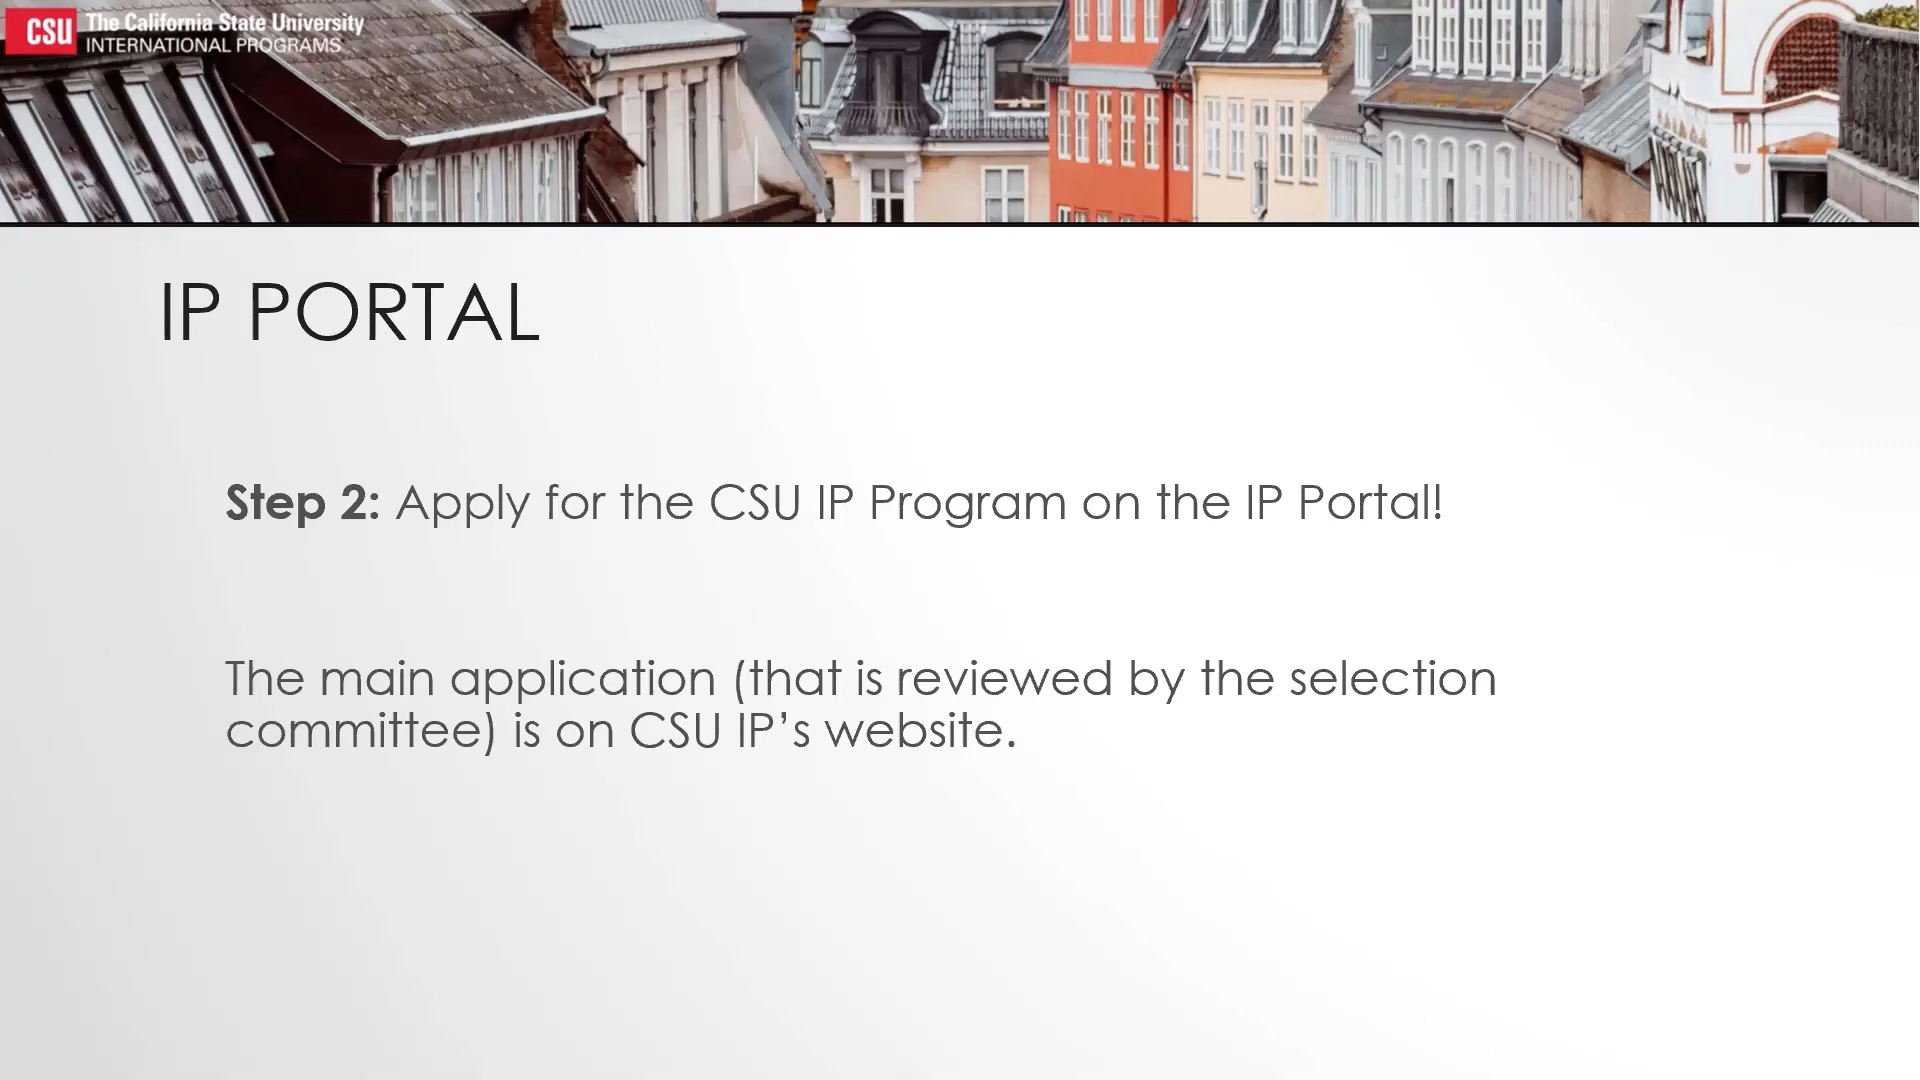 CSU The California State University
INTERNATIONAL PROGRAMS
IP PORTAL
Step 2: Apply for the CSU IP Program on the IP Portal!
The main application (that is reviewed by the selection
committee) is on CSU IP’s website.